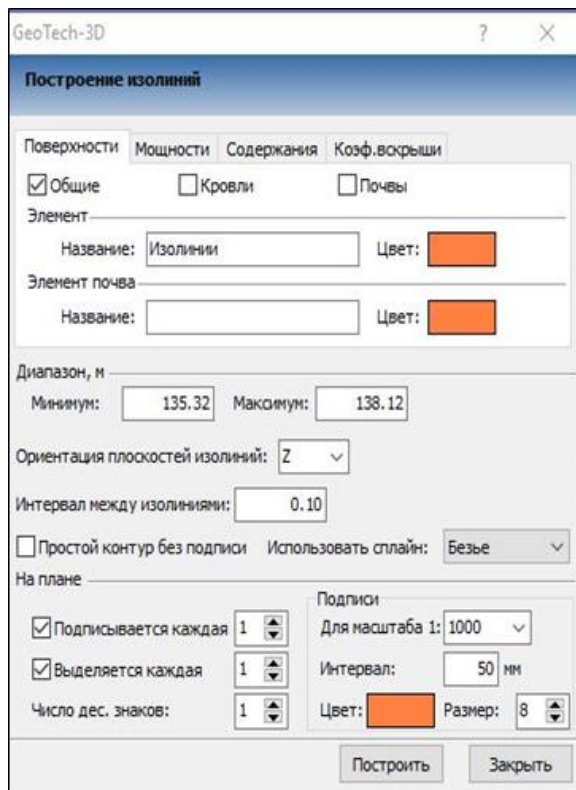 GeoTech-3D
Построение изолиний
Поверхности Мощности Содержания Коэф.вскрыши
Общие Кровли Почвы
Элемент
Название: Изолинии Цвет:
Элемент почва
Название: Цвет:
Диапазон, м
Минимум: 135.32 Максимум: 138.12
Ориентация плоскостей изолиний: Z
Интервал между изолиниями: 0.10
Простой контур без подписи Использовать сплайн: Безье
На плане
Подписи
Подписывается каждая 1 Для масштаба 1: 1000
Выделяется каждая 1 Интервал: 50 мм
Число дес. знаков: 1 Цвет: Размер: 8
Построить Закрыть